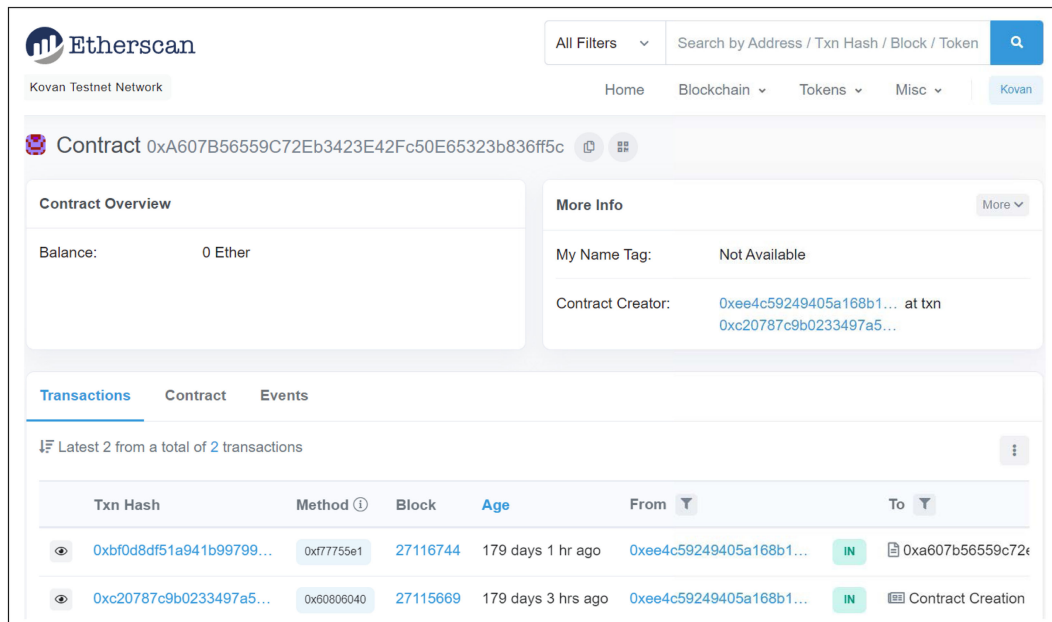 Etherscan
All Filters
Search by Address / Txn Hash / Block / Token
Kovan Testnet Network
Home Blockchain Tokens Misc Kovan
Contract 0xA607B56559C72Eb3423E42Fc50E65323b836ff5c
Contract Overview
Balance: 0 Ether
More Info More
My Name Tag: Not Available
Contract Creator: 0xee4c59249405a168b1... at txn
0xc20787c9b0233497a5...
Transactions Contract Events
Latest 2 from a total of 2 transactions
Txn Hash Method Block Age From To
0xbf0d8df51a941b99799... 0xf77755e1 27116744 179 days 1 hr ago 0xee4c59249405a168b1... IN 0xa607b56559c72e
0xc20787c9b0233497a5... 0x60806040 27115669 179 days 3 hrs ago 0xee4c59249405a168b1... IN Contract Creation